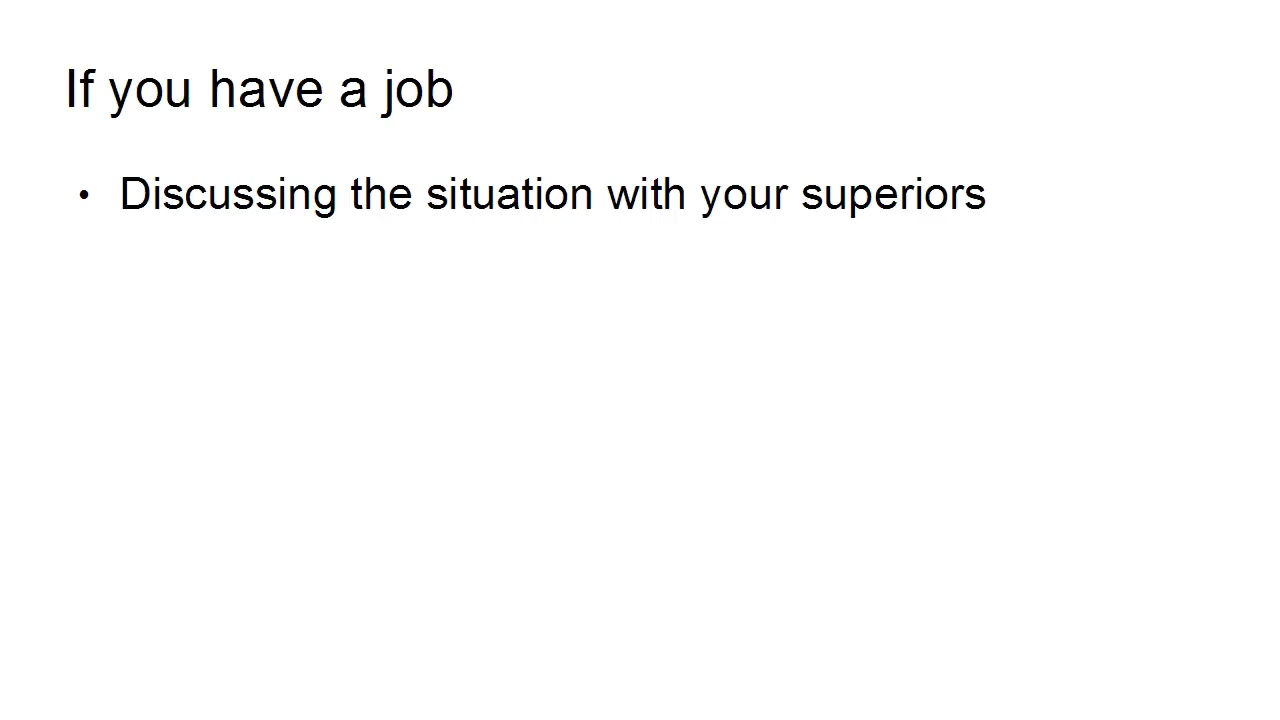 If you have a job
• Discussing the situation with your superiors